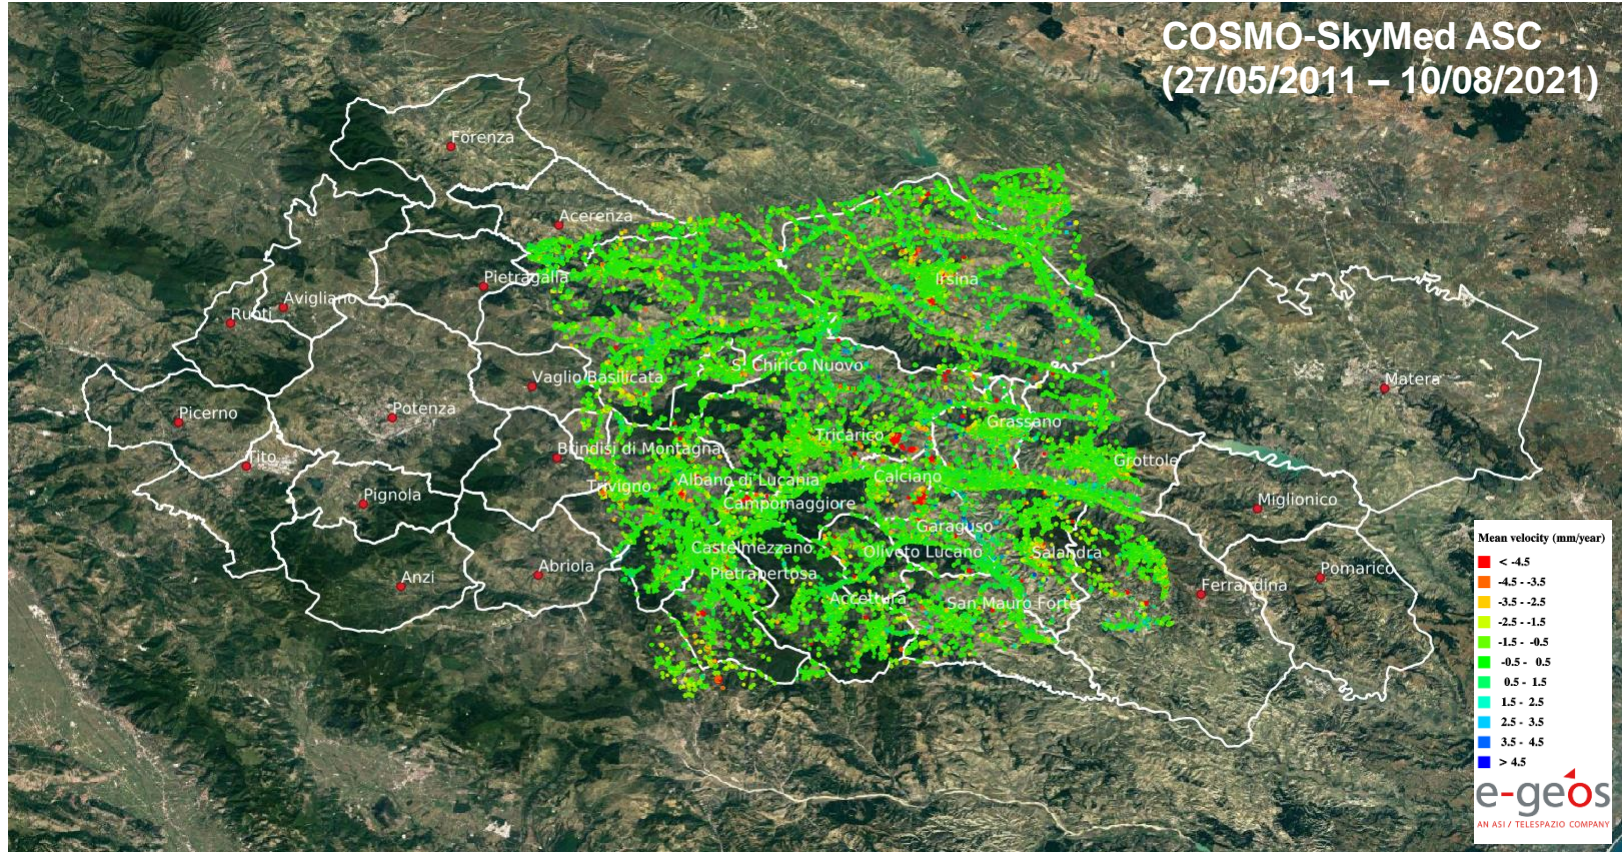 COSMO-SkyMed ASC
(27/05/2011 – 10/08/2021)
Forenza
Acerenza
Pietragalla
Irsina
Avigliano
Ruoti
S. Chirico Nuovo
Vaglio Basilicata
Matera
Picerno
Potenza
Grassano
Tricarico
Brindisi di Montagna
Tito
Grottole
Calciano
Albano di Lucania
Trivigno
Pignola
Campomaggiore
Miglionico
Garaguso
Castelmezzano
Oliveto Lucano
Salandra
Abriola
Pietrapertosa
Pomarico
Anzi
Ferrandina
Accettura
San Mauro Forte
Mean velocity (mm/year)
< -4.5
-4.5 - -3.5
-3.5 - -2.5
-2.5 - -1.5
-1.5 - -0.5
-0.5 - 0.5
0.5 - 1.5
1.5 - 2.5
2.5 - 3.5
3.5 - 4.5
> 4.5
e-geos
AN ASI / TELESPAZIO COMPANY